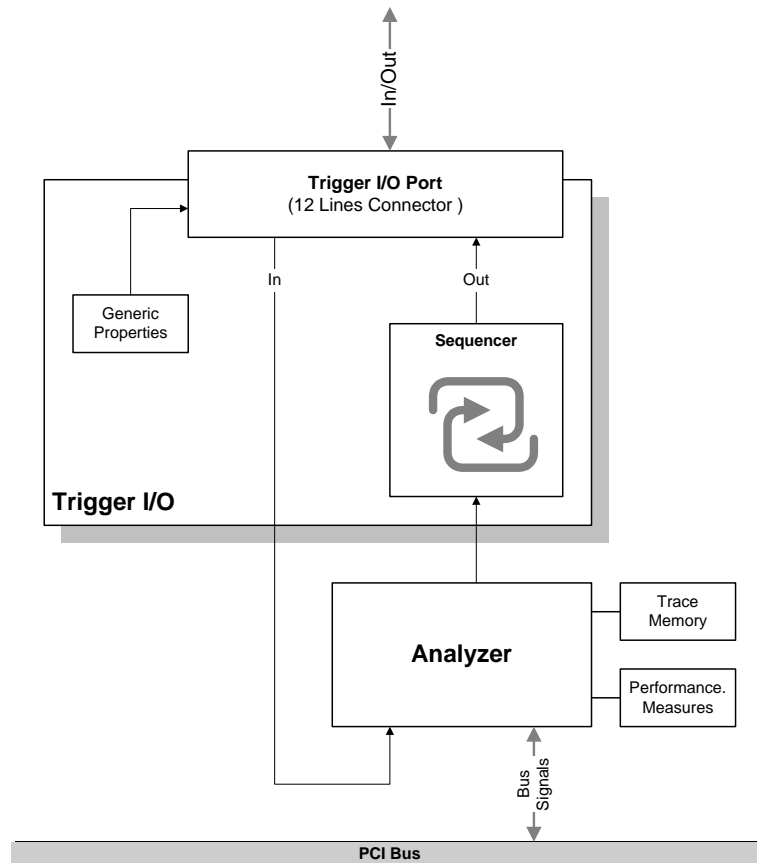 In/Out
Trigger I/O Port
(12 Lines Connector )
In
Out
Generic
Properties
Sequencer
Trigger I/O
Analyzer
Trace
Memory
Performance.
Measures
Bus
Signals
PCI Bus